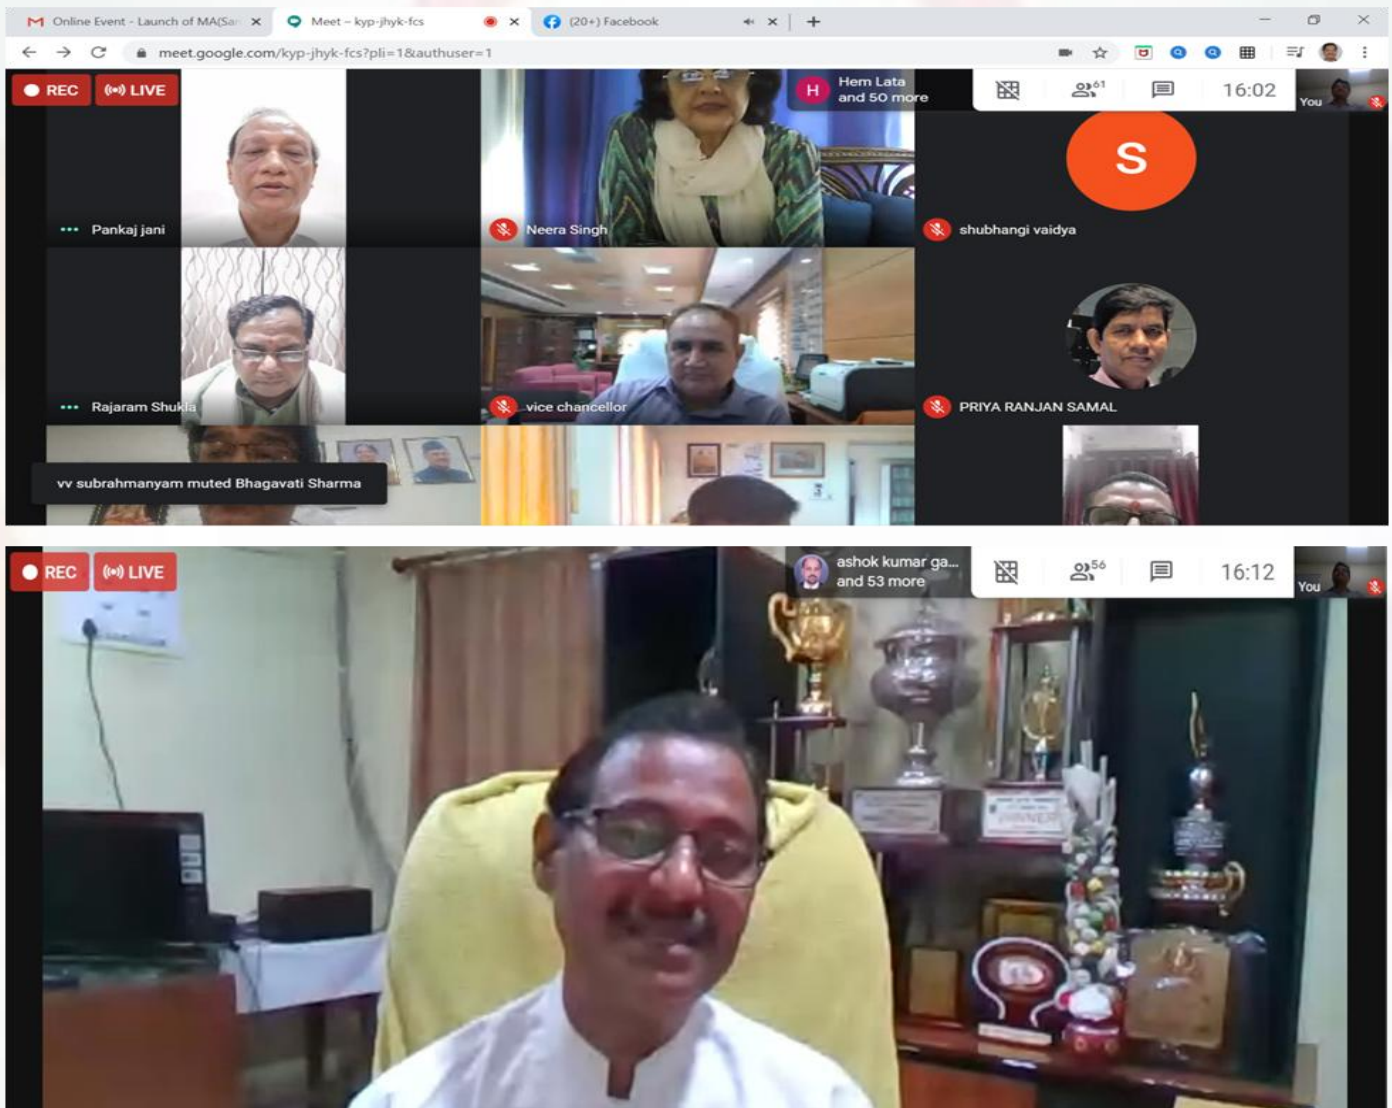 Online Event - Launch of MA(San
Meet – kyp-jhyk-fcs
(20+) Facebook
meet.google.com/kyp-jhyk-fcs?pli=1&authuser=1
REC
LIVE
H
Hem Lata
and 50 more
61
16:02
You
S
Pankaj jani
Neera Singh
shubhangi vaidya
Rajaram Shukla
vice chancellor
PRIYA RANJAN SAMAL
vv subrahmanyam muted Bhagavati Sharma
REC
LIVE
ashok kumar ga...
and 53 more
56
16:12
You
WINNER